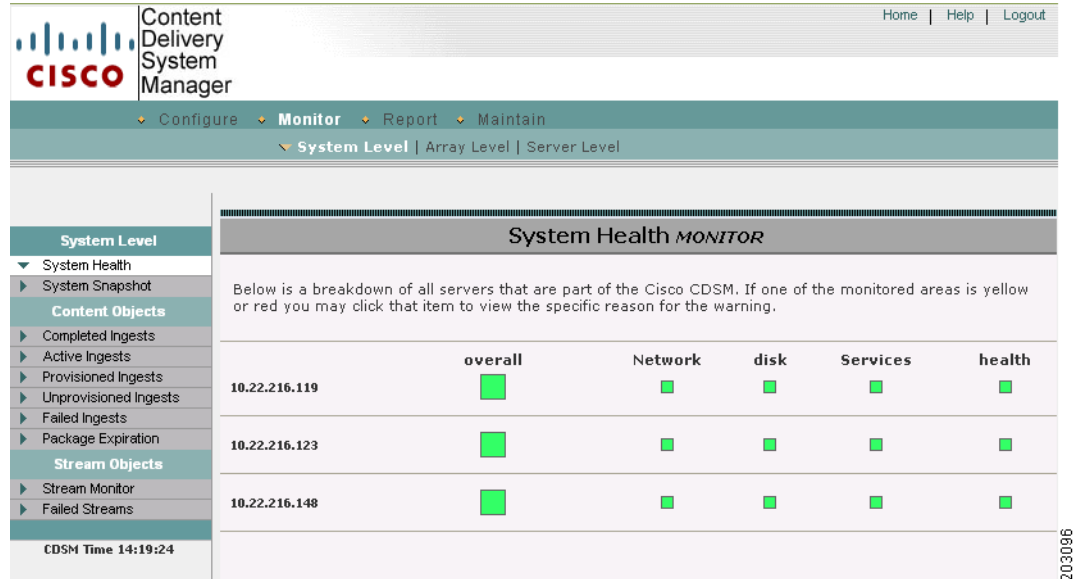 Content
Delivery
System
Manager
CISCO
Home | Help | Logout
Configure Monitor Report Maintain
System Level | Array Level | Server Level
System Level
System Health
System Snapshot
Content Objects
Completed Ingests
Active Ingests
Provisioned Ingests
Unprovisioned Ingests
Failed Ingests
Package Expiration
Stream Objects
Stream Monitor
Failed Streams
CDSM Time 14:19:24
System Health MONITOR
Below is a breakdown of all servers that are part of the Cisco CDSM. If one of the monitored areas is yellow
or red you may click that item to view the specific reason for the warning.
overall Network disk Services health
10.22.216.119
10.22.216.123
10.22.216.148
203096